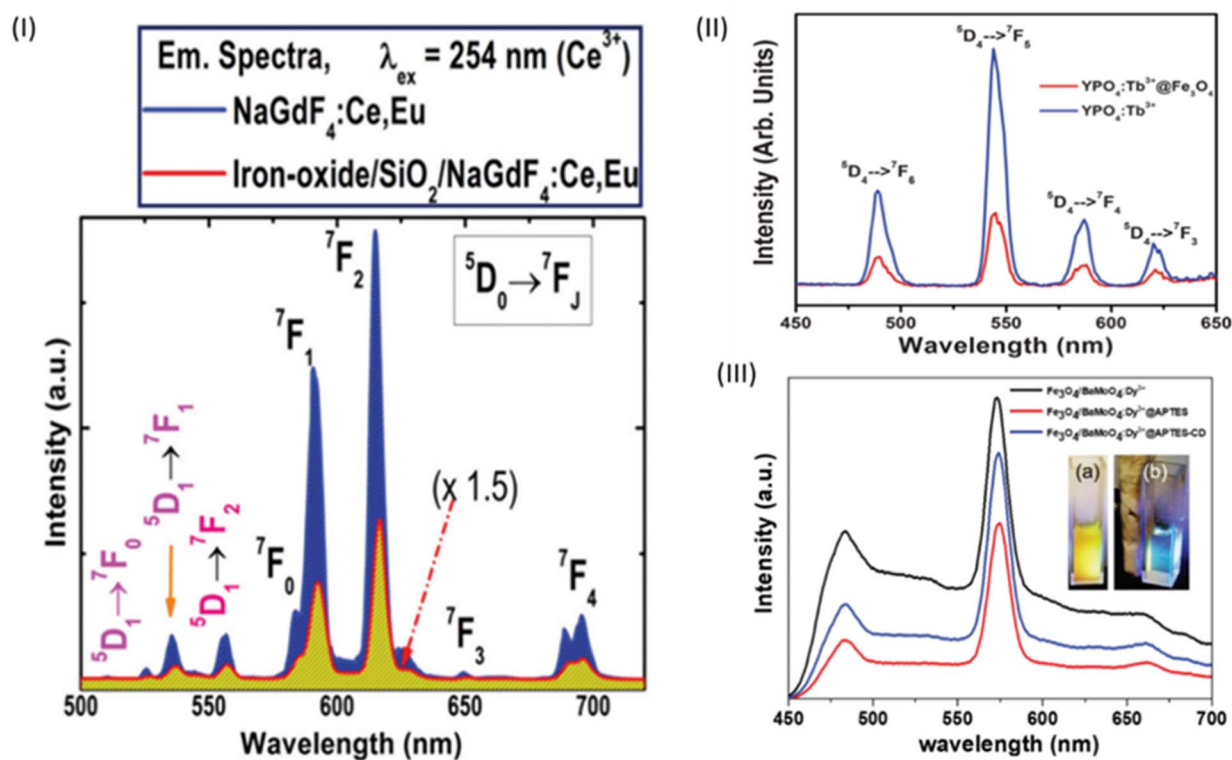 (I)
Em. Spectra, λex = 254 nm (Ce³⁺)
NaGdF₄:Ce,Eu
Iron-oxide/SiO₂/NaGdF₄:Ce,Eu
⁵D₀→⁷F_J
⁵D₁→⁷F₀
⁵D₁→⁷F₁
⁵D₁→⁷F₂
⁷F₀
⁷F₁
⁷F₂
(x 1.5)
⁷F₃
⁷F₄
Intensity (a.u.)
500 550 600 650 700
Wavelength (nm)
(II)
⁵D₄-->⁷F₅
YPO₄:Tb³⁺@Fe₃O₄
YPO₄:Tb³⁺
⁵D₄-->⁷F₆
⁵D₄-->⁷F₄
⁵D₄-->⁷F₃
Intensity (Arb. Units)
450 500 550 600 650
Wavelength (nm)
(III)
Fe₃O₄/BaMoO₄:Dy³⁺
Fe₃O₄/BaMoO₄:Dy³⁺@APTES
Fe₃O₄/BaMoO₄:Dy³⁺@APTES-CD
(a) (b)
Intensity (a.u.)
450 500 550 600 650 700
wavelength (nm)